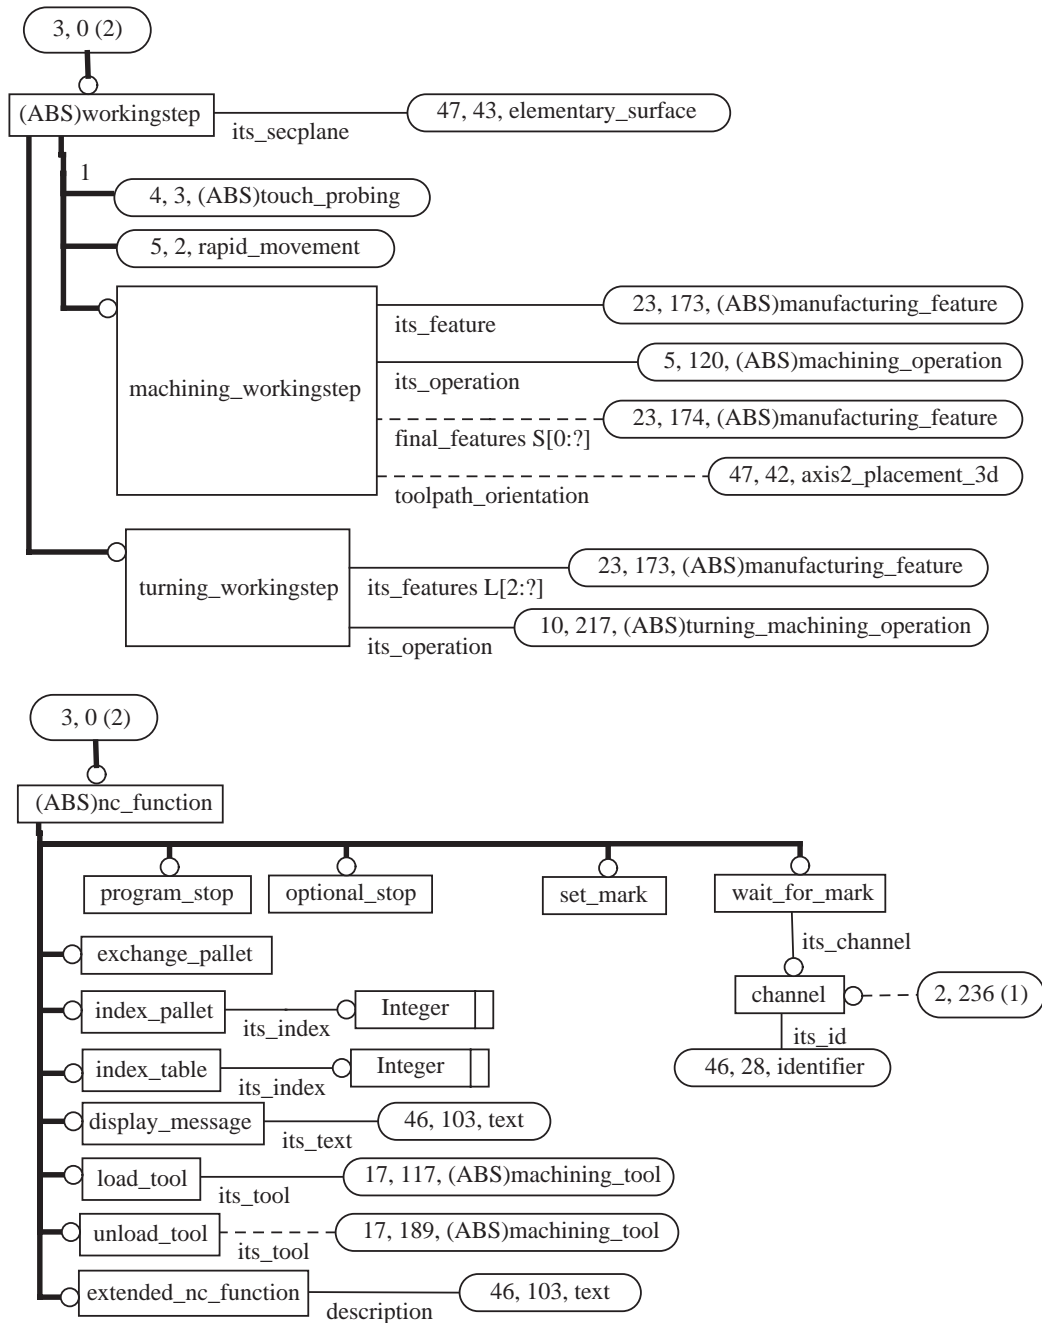 3, 0 (2)
(ABS)workingstep
its_secplane
47, 43, elementary_surface
1
4, 3, (ABS)touch_probing
5, 2, rapid_movement
machining_workingstep
its_feature
23, 173, (ABS)manufacturing_feature
its_operation
5, 120, (ABS)machining_operation
final_features S[0:?]
23, 174, (ABS)manufacturing_feature
toolpath_orientation
47, 42, axis2_placement_3d
turning_workingstep
its_features L[2:?]
23, 173, (ABS)manufacturing_feature
its_operation
10, 217, (ABS)turning_machining_operation
3, 0 (2)
(ABS)nc_function
program_stop
optional_stop
set_mark
wait_for_mark
its_channel
channel
2, 236 (1)
its_id
46, 28, identifier
exchange_pallet
index_pallet
its_index
Integer
index_table
its_index
Integer
display_message
its_text
46, 103, text
load_tool
its_tool
17, 117, (ABS)machining_tool
unload_tool
its_tool
17, 189, (ABS)machining_tool
extended_nc_function
description
46, 103, text